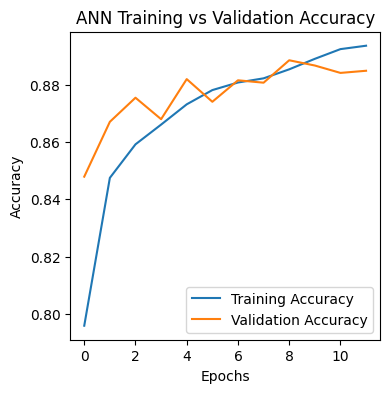 ANN Training vs Validation Accuracy
Accuracy
0.88
0.86
0.84
0.82
0.80
Training Accuracy
Validation Accuracy
0 2 4 6 8 10
Epochs